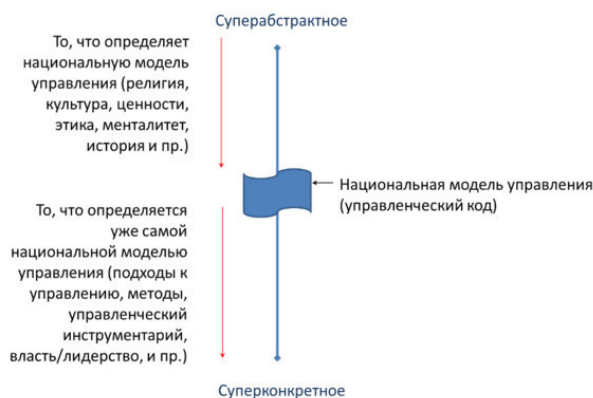 Суперабстрактное
То, что определяет
национальную модель
управления (религия,
культура, ценности,
этика, менталитет,
история и пр.)
Национальная модель управления
(управленческий код)
То, что определяется
уже самой
национальной моделью
управления (подходы к
управлению, методы,
управленческий
инструментарий,
власть/лидерство, и пр.)
Суперконкретное